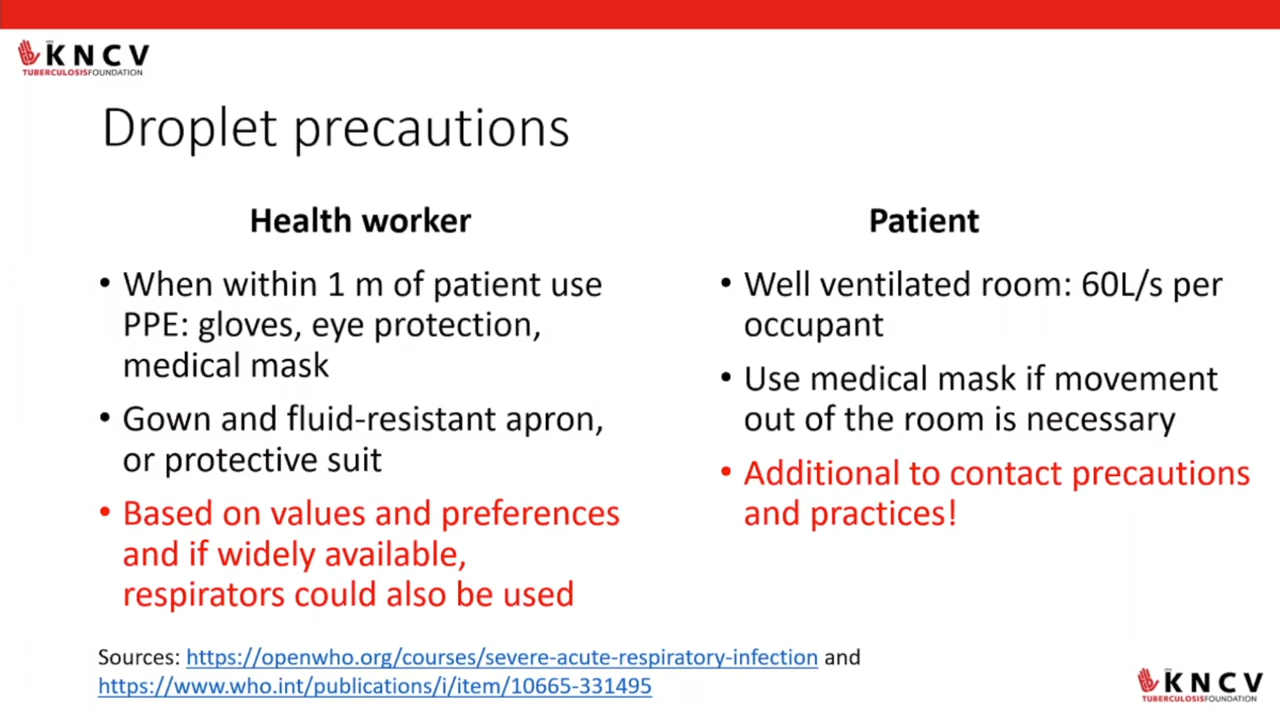 KNCV
TUBERCULOSISFOUNDATION
Droplet precautions
Health worker
• When within 1 m of patient use
PPE: gloves, eye protection,
medical mask
• Gown and fluid-resistant apron,
or protective suit
• Based on values and preferences
and if widely available,
respirators could also be used
Patient
• Well ventilated room: 60L/s per
occupant
• Use medical mask if movement
out of the room is necessary
• Additional to contact precautions
and practices!
Sources: https://openwho.org/courses/severe-acute-respiratory-infection and
https://www.who.int/publications/i/item/10665-331495
KNCV
TUBERCULOSISFOUNDATION